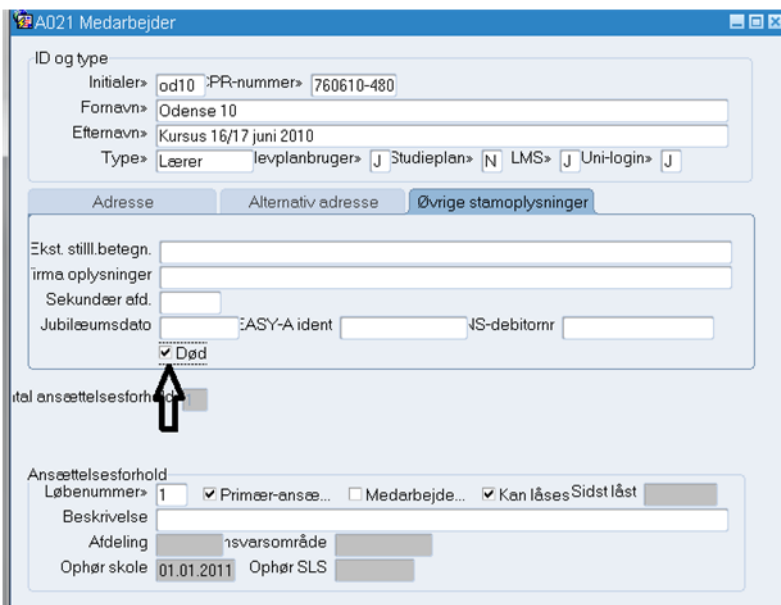 A021 Medarbejder
ID og type
Initialer» od10 CPR-nummer» 760610-480
Fornavn» Odense 10
Efternavn» Kursus 16/17 juni 2010
Type» Lærer levplanbruger» J Studieplan» N LMS» J Uni-login» J
Adresse Alternativ adresse Øvrige stamoplysninger
Ekst. stilll.betegn.
irma oplysninger
Sekundær afd.
Jubilæumsdato EASY-A ident NS-debitornr
Død
ntal ansættelsesforhold 1
Ansættelsesforhold
Løbenummer» 1 Primær-ansæ... Medarbejde... Kan låses Sidst låst
Beskrivelse
Afdeling nsvarsområde
Ophør skole 01.01.2011 Ophør SLS